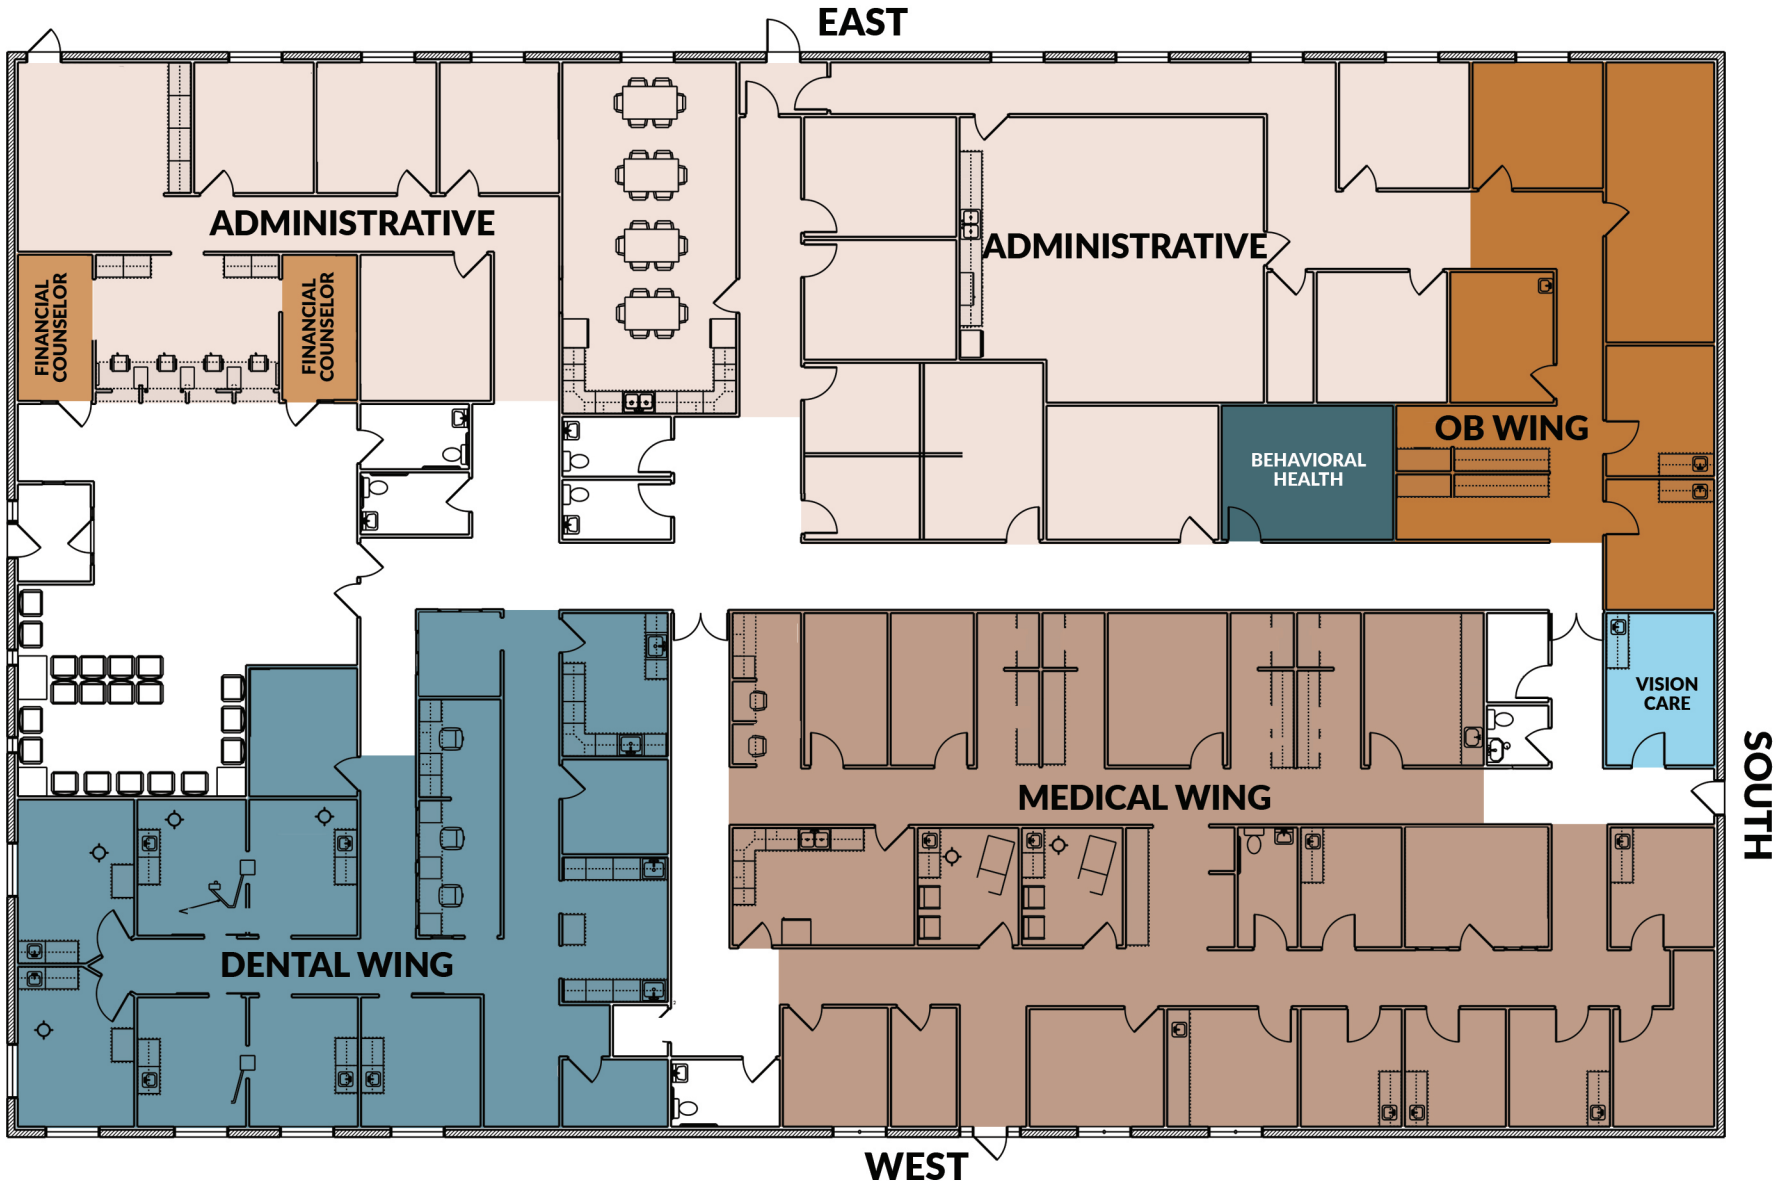 EAST
ADMINISTRATIVE
ADMINISTRATIVE
FINANCIAL
COUNSELOR
FINANCIAL
COUNSELOR
OB WING
BEHAVIORAL
HEALTH
VISION
CARE
SOUTH
MEDICAL WING
DENTAL WING
WEST